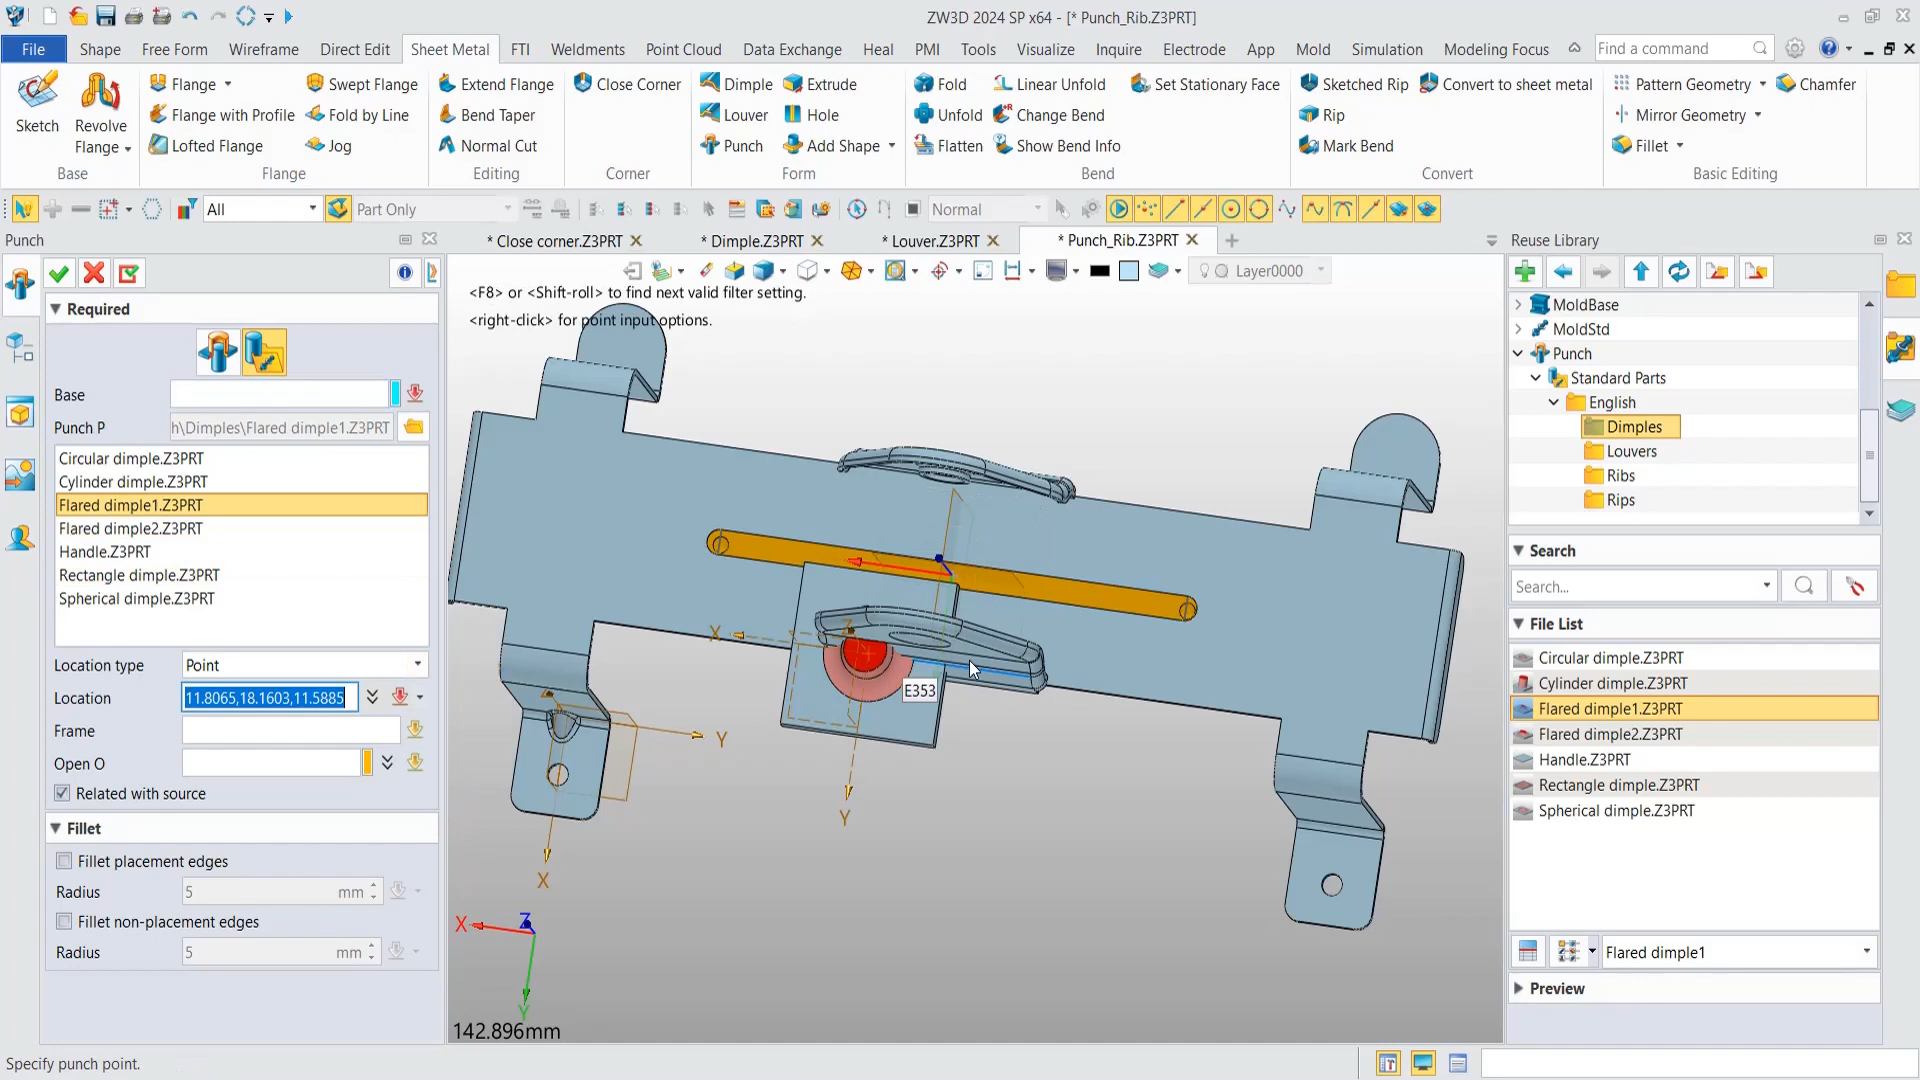 ZW3D 2024 SP x64 - [* Punch_Rib.Z3PRT]
File Shape Free Form Wireframe Direct Edit Sheet Metal FTI Weldments Point Cloud Data Exchange Heal PMI Tools Visualize Inquire Electrode App Mold Simulation Modeling Focus Find a command
Flange Swept Flange Extend Flange Close Corner Dimple Extrude Fold Linear Unfold Set Stationary Face Sketched Rip Convert to sheet metal Pattern Geometry Chamfer
Sketch Revolve Flange with Profile Fold by Line Bend Taper Louver Hole Unfold Change Bend Rip Mirror Geometry
Flange Lofted Flange Jog Normal Cut Punch Add Shape Flatten Show Bend Info Mark Bend Fillet
Base Flange Editing Corner Form Bend Convert Basic Editing
All Part Only Normal
Punch
* Close corner.Z3PRT * Dimple.Z3PRT * Louver.Z3PRT * Punch_Rib.Z3PRT
Reuse Library
Layer0000
<F8> or <Shift-roll> to find next valid filter setting.
<right-click> for point input options.
Required
Base
Punch P h\Dimples\Flared dimple1.Z3PRT
Circular dimple.Z3PRT
Cylinder dimple.Z3PRT
Flared dimple1.Z3PRT
Flared dimple2.Z3PRT
Handle.Z3PRT
Rectangle dimple.Z3PRT
Spherical dimple.Z3PRT
Location type Point
Location 11.8065,18.1603,11.5885
Frame
Open O
Related with source
Fillet
Fillet placement edges
Radius 5 mm
Fillet non-placement edges
Radius 5 mm
X Z
E353
Y
Y
X
X Z
Y
142.896mm
MoldBase
MoldStd
Punch
Standard Parts
English
Dimples
Louvers
Ribs
Rips
Search
Search...
File List
Circular dimple.Z3PRT
Cylinder dimple.Z3PRT
Flared dimple1.Z3PRT
Flared dimple2.Z3PRT
Handle.Z3PRT
Rectangle dimple.Z3PRT
Spherical dimple.Z3PRT
Flared dimple1
Preview
Specify punch point.